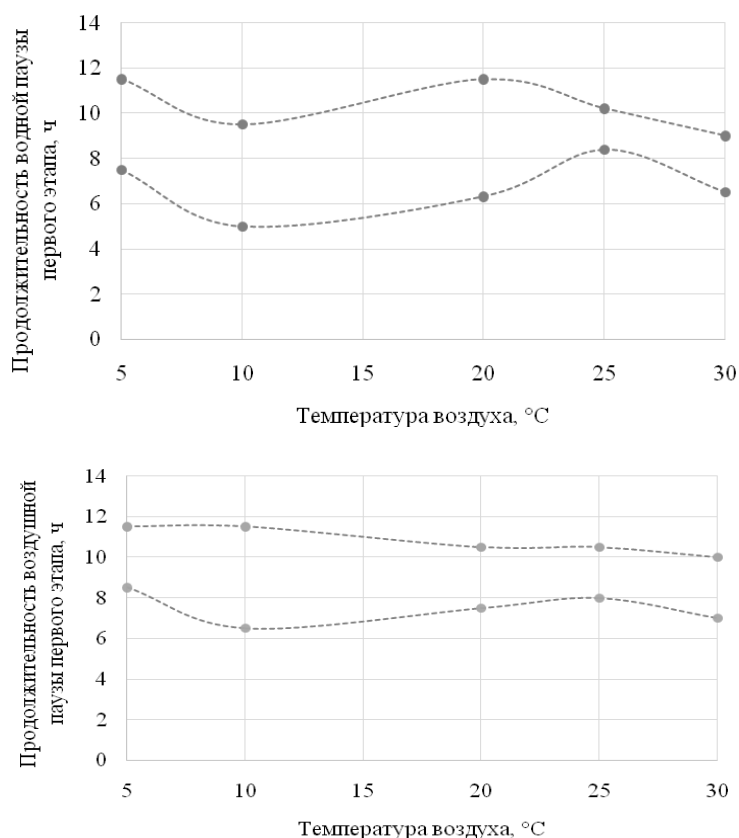 Продолжительность водной паузы
первого этапа, ч
14
12
10
8
6
4
2
0
5 10 15 20 25 30
Температура воздуха, °С
Продолжительность воздушной
паузы первого этапа, ч
14
12
10
8
6
4
2
0
5 10 15 20 25 30
Температура воздуха, °С